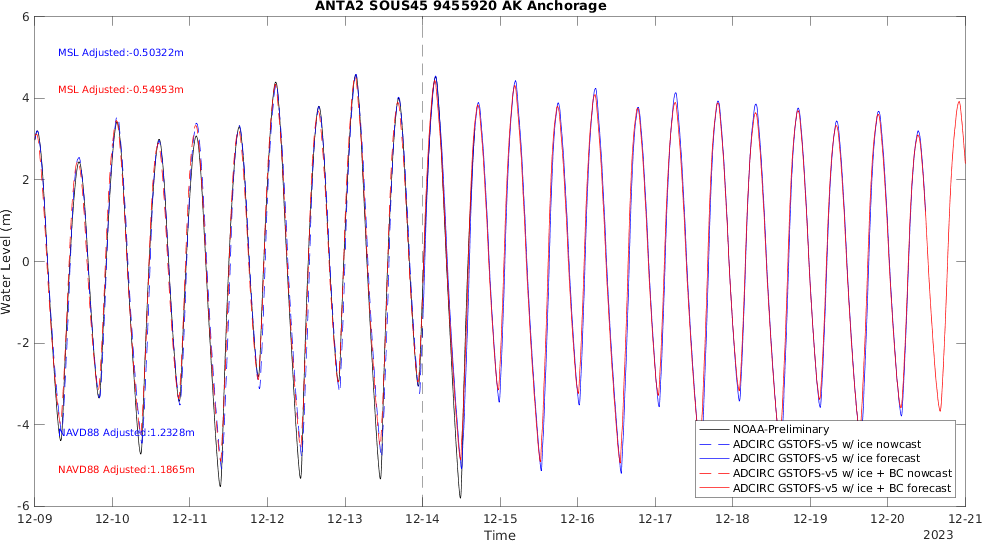 ANTA2 SOUS45 9455920 AK Anchorage
6
4
2
0
-2
-4
-6
Water Level (m)
MSL Adjusted:-0.50322m
MSL Adjusted:-0.54953m
NAVD88 Adjusted:1.2328m
NAVD88 Adjusted:1.1865m
NOAA-Preliminary
ADCIRC GSTOFS-v5 w/ ice nowcast
ADCIRC GSTOFS-v5 w/ ice forecast
ADCIRC GSTOFS-v5 w/ ice + BC nowcast
ADCIRC GSTOFS-v5 w/ ice + BC forecast
12-09 12-10 12-11 12-12 12-13 12-14 12-15 12-16 12-17 12-18 12-19 12-20 12-21
Time
2023